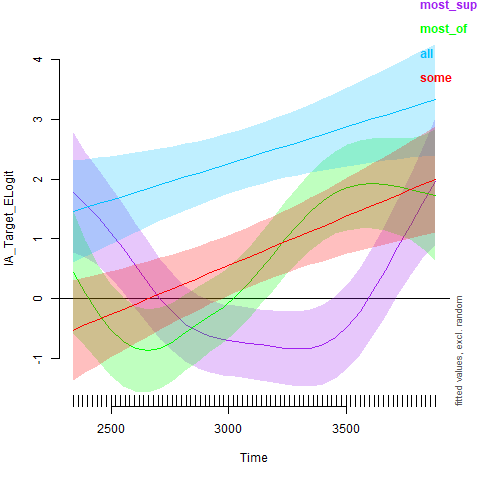 most_sup
most_of
all
some
IA_Target_ELogit
4
3
2
1
0
-1
2500 3000 3500
Time
fitted values, excl. random